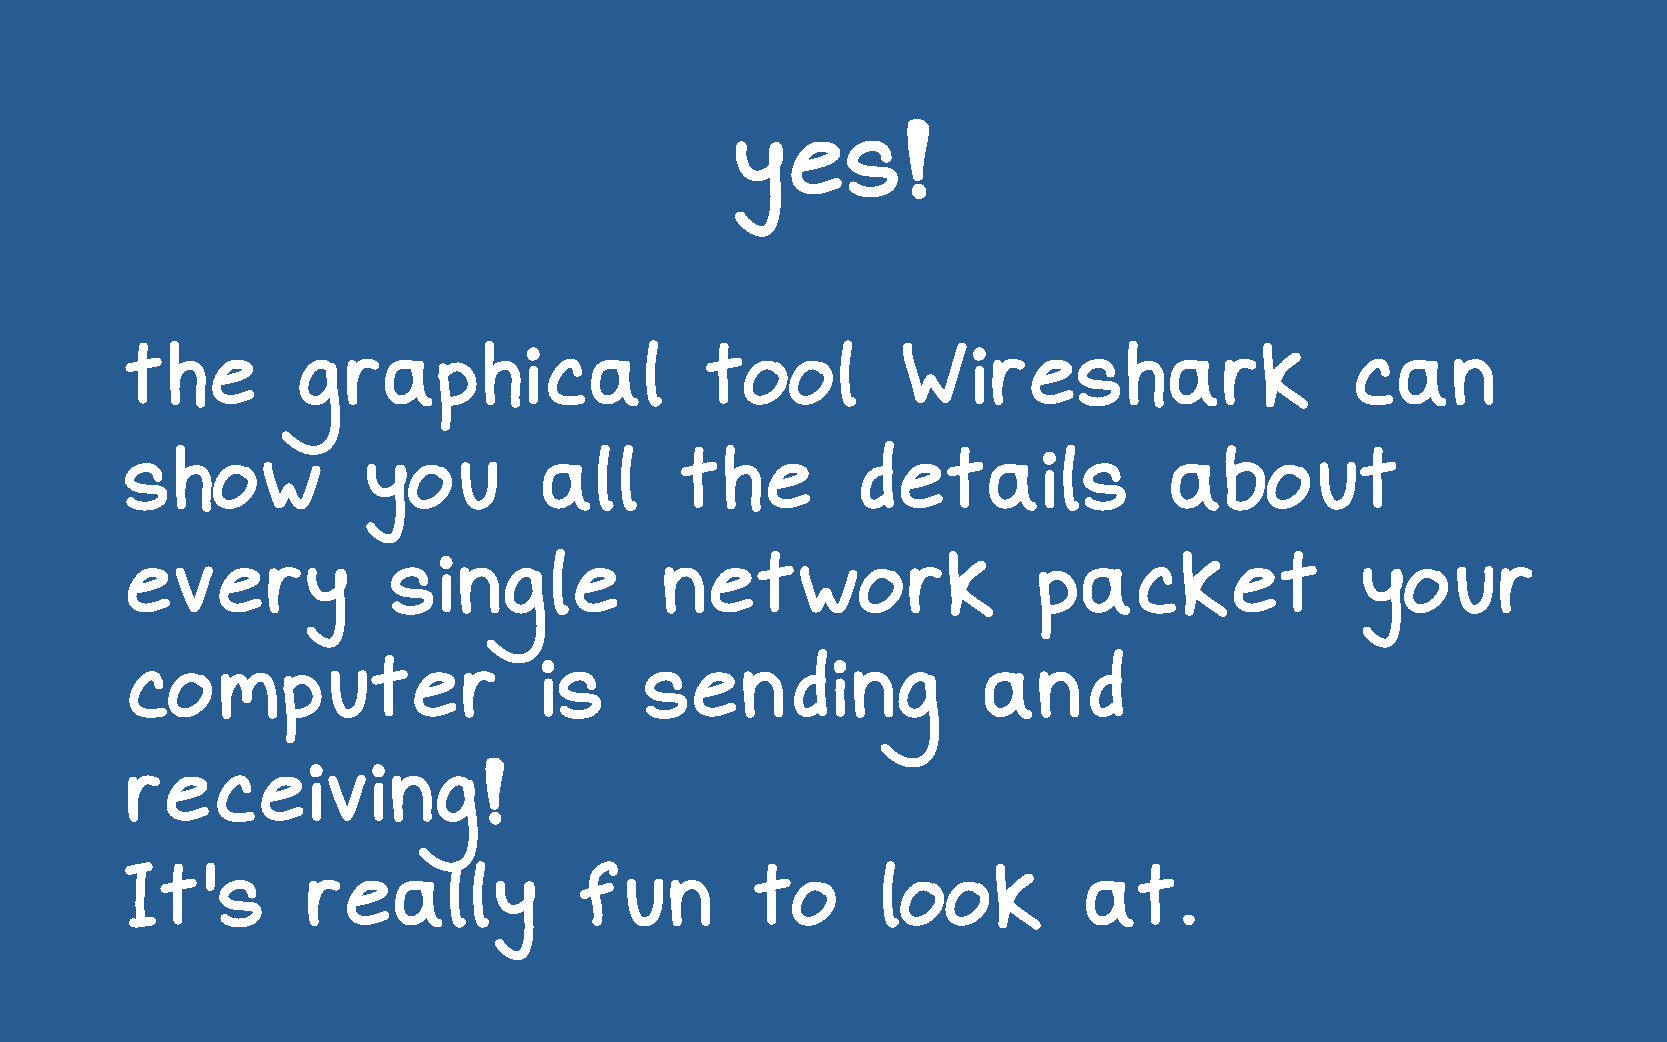 yes!
the graphical tool Wireshark can
show you all the details about
every single network packet your
computer is sending and
receiving!
It's really fun to look at.